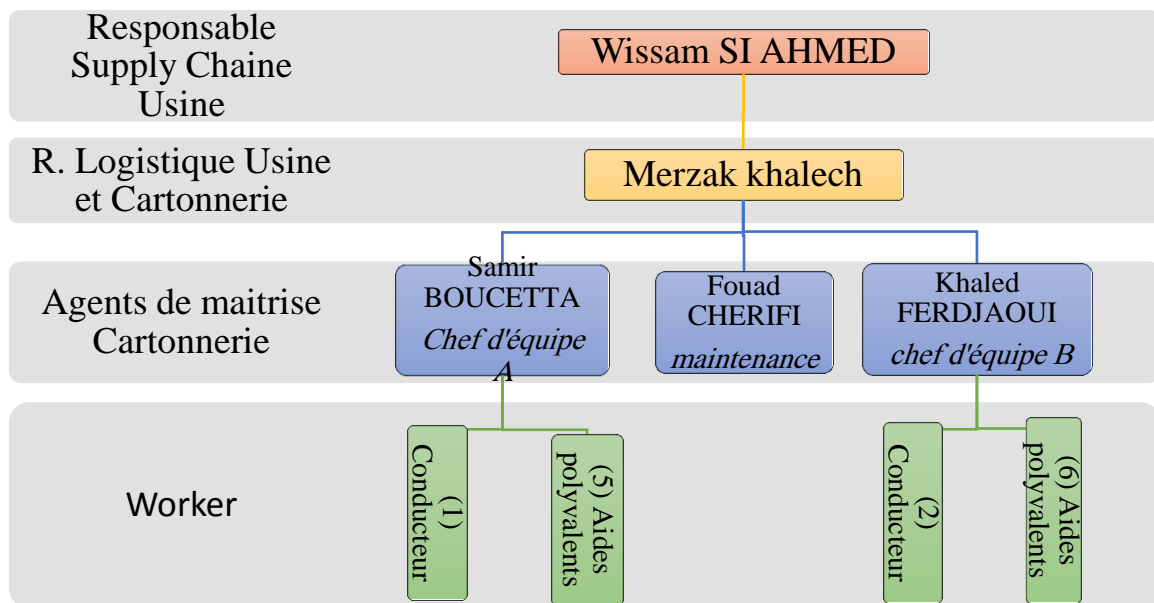 Responsable
Supply Chaine
Usine
Wissam SI AHMED
R. Logistique Usine
et Cartonnerie
Merzak khalech
Agents de maitrise
Cartonnerie
Samir
BOUCETTA
Chef d'équipe
A
Fouad
CHERIFI
maintenance
Khaled
FERDJAOUI
chef d'équipe B
Worker
(1)
Conducteur
(5) Aides
polyvalents
(2)
Conducteur
(6) Aides
polyvalents